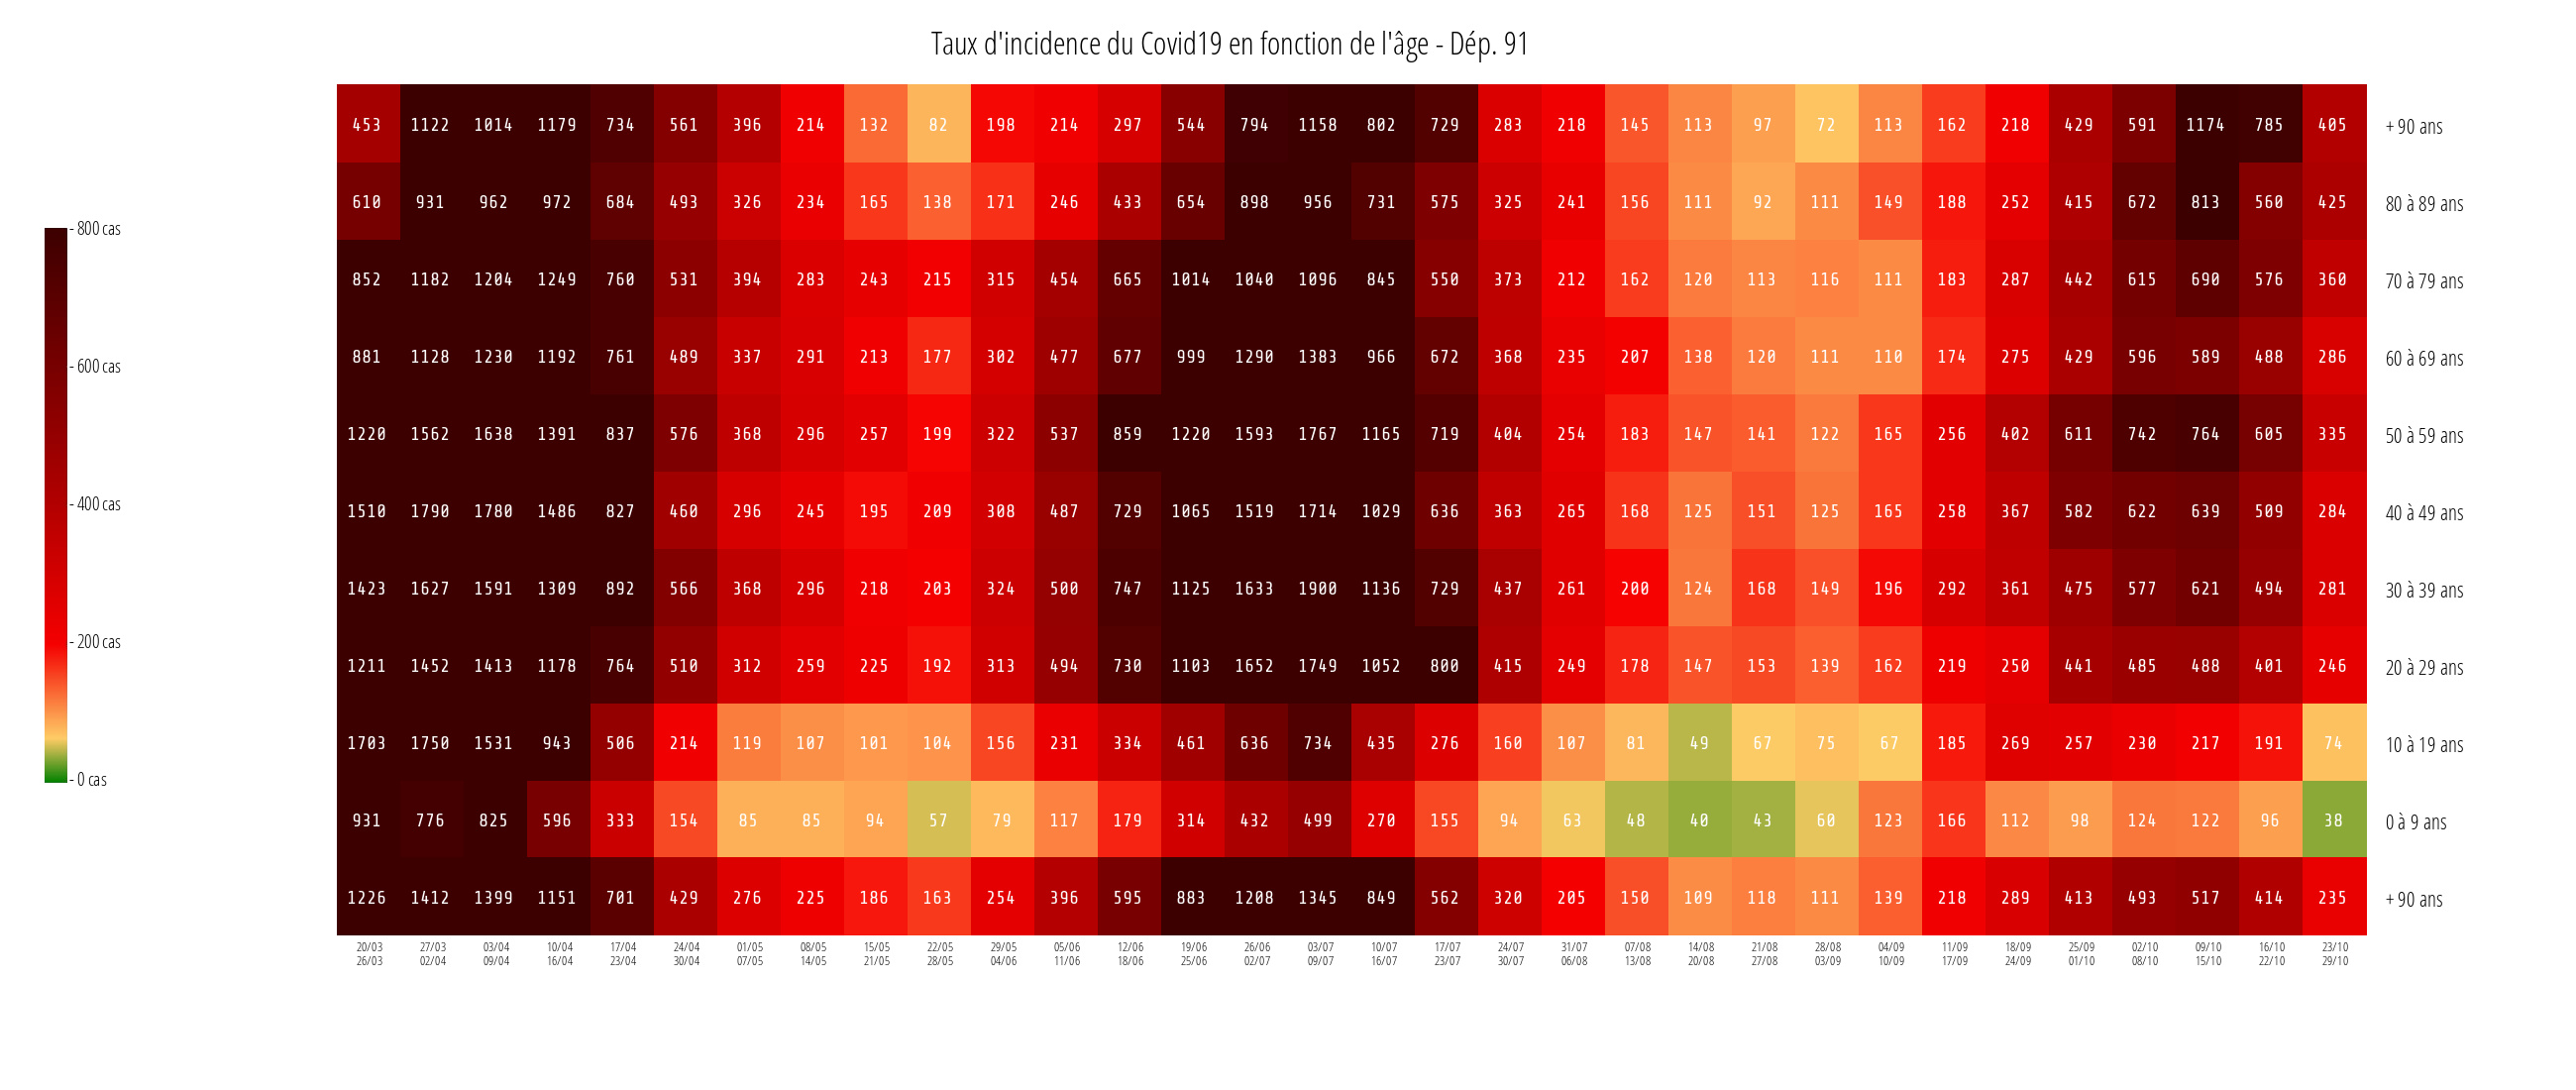 Taux d'incidence du Covid19 en fonction de l'âge - Dép. 91
- 800 cas
- 600 cas
- 400 cas
- 200 cas
- 0 cas
453 1122 1014 1179 734 561 396 214 132 82 198 214 297 544 794 1158 802 729 283 218 145 113 97 72 113 162 218 429 591 1174 785 405 + 90 ans
610 931 962 972 684 493 326 234 165 138 171 246 433 654 898 956 731 575 325 241 156 111 92 111 149 188 252 415 672 813 560 425 80 à 89 ans
852 1182 1204 1249 760 531 394 283 243 215 315 454 665 1014 1040 1096 845 550 373 212 162 120 113 116 111 183 287 442 615 690 576 360 70 à 79 ans
881 1128 1230 1192 761 489 337 291 213 177 302 477 677 999 1290 1383 966 672 368 235 207 138 120 111 110 174 275 429 596 589 488 286 60 à 69 ans
1220 1562 1638 1391 837 576 368 296 257 199 322 537 859 1220 1593 1767 1165 719 404 254 183 147 141 122 165 256 402 611 742 764 605 335 50 à 59 ans
1510 1790 1780 1486 827 460 296 245 195 209 308 487 729 1065 1519 1714 1029 636 363 265 168 125 151 125 165 258 367 582 622 639 509 284 40 à 49 ans
1423 1627 1591 1309 892 566 368 296 218 203 324 500 747 1125 1633 1900 1136 729 437 261 200 124 168 149 196 292 361 475 577 621 494 281 30 à 39 ans
1211 1452 1413 1178 764 510 312 259 225 192 313 494 730 1103 1652 1749 1052 800 415 249 178 147 153 139 162 219 250 441 485 488 401 246 20 à 29 ans
1703 1750 1531 943 506 214 119 107 101 104 156 231 334 461 636 734 435 276 160 107 81 49 67 75 67 185 269 257 230 217 191 74 10 à 19 ans
931 776 825 596 333 154 85 85 94 57 79 117 179 314 432 499 270 155 94 63 48 40 43 60 123 166 112 98 124 122 96 38 0 à 9 ans
1226 1412 1399 1151 701 429 276 225 186 163 254 396 595 883 1208 1345 849 562 320 205 150 109 118 111 139 218 289 413 493 517 414 235 + 90 ans
20/03 27/03 03/04 10/04 17/04 24/04 01/05 08/05 15/05 22/05 29/05 05/06 12/06 19/06 26/06 03/07 10/07 17/07 24/07 31/07 07/08 14/08 21/08 28/08 04/09 11/09 18/09 25/09 02/10 09/10 16/10 23/10
26/03 02/04 09/04 16/04 23/04 30/04 07/05 14/05 21/05 28/05 04/06 11/06 18/06 25/06 02/07 09/07 16/07 23/07 30/07 06/08 13/08 20/08 27/08 03/09 10/09 17/09 24/09 01/10 08/10 15/10 22/10 29/10